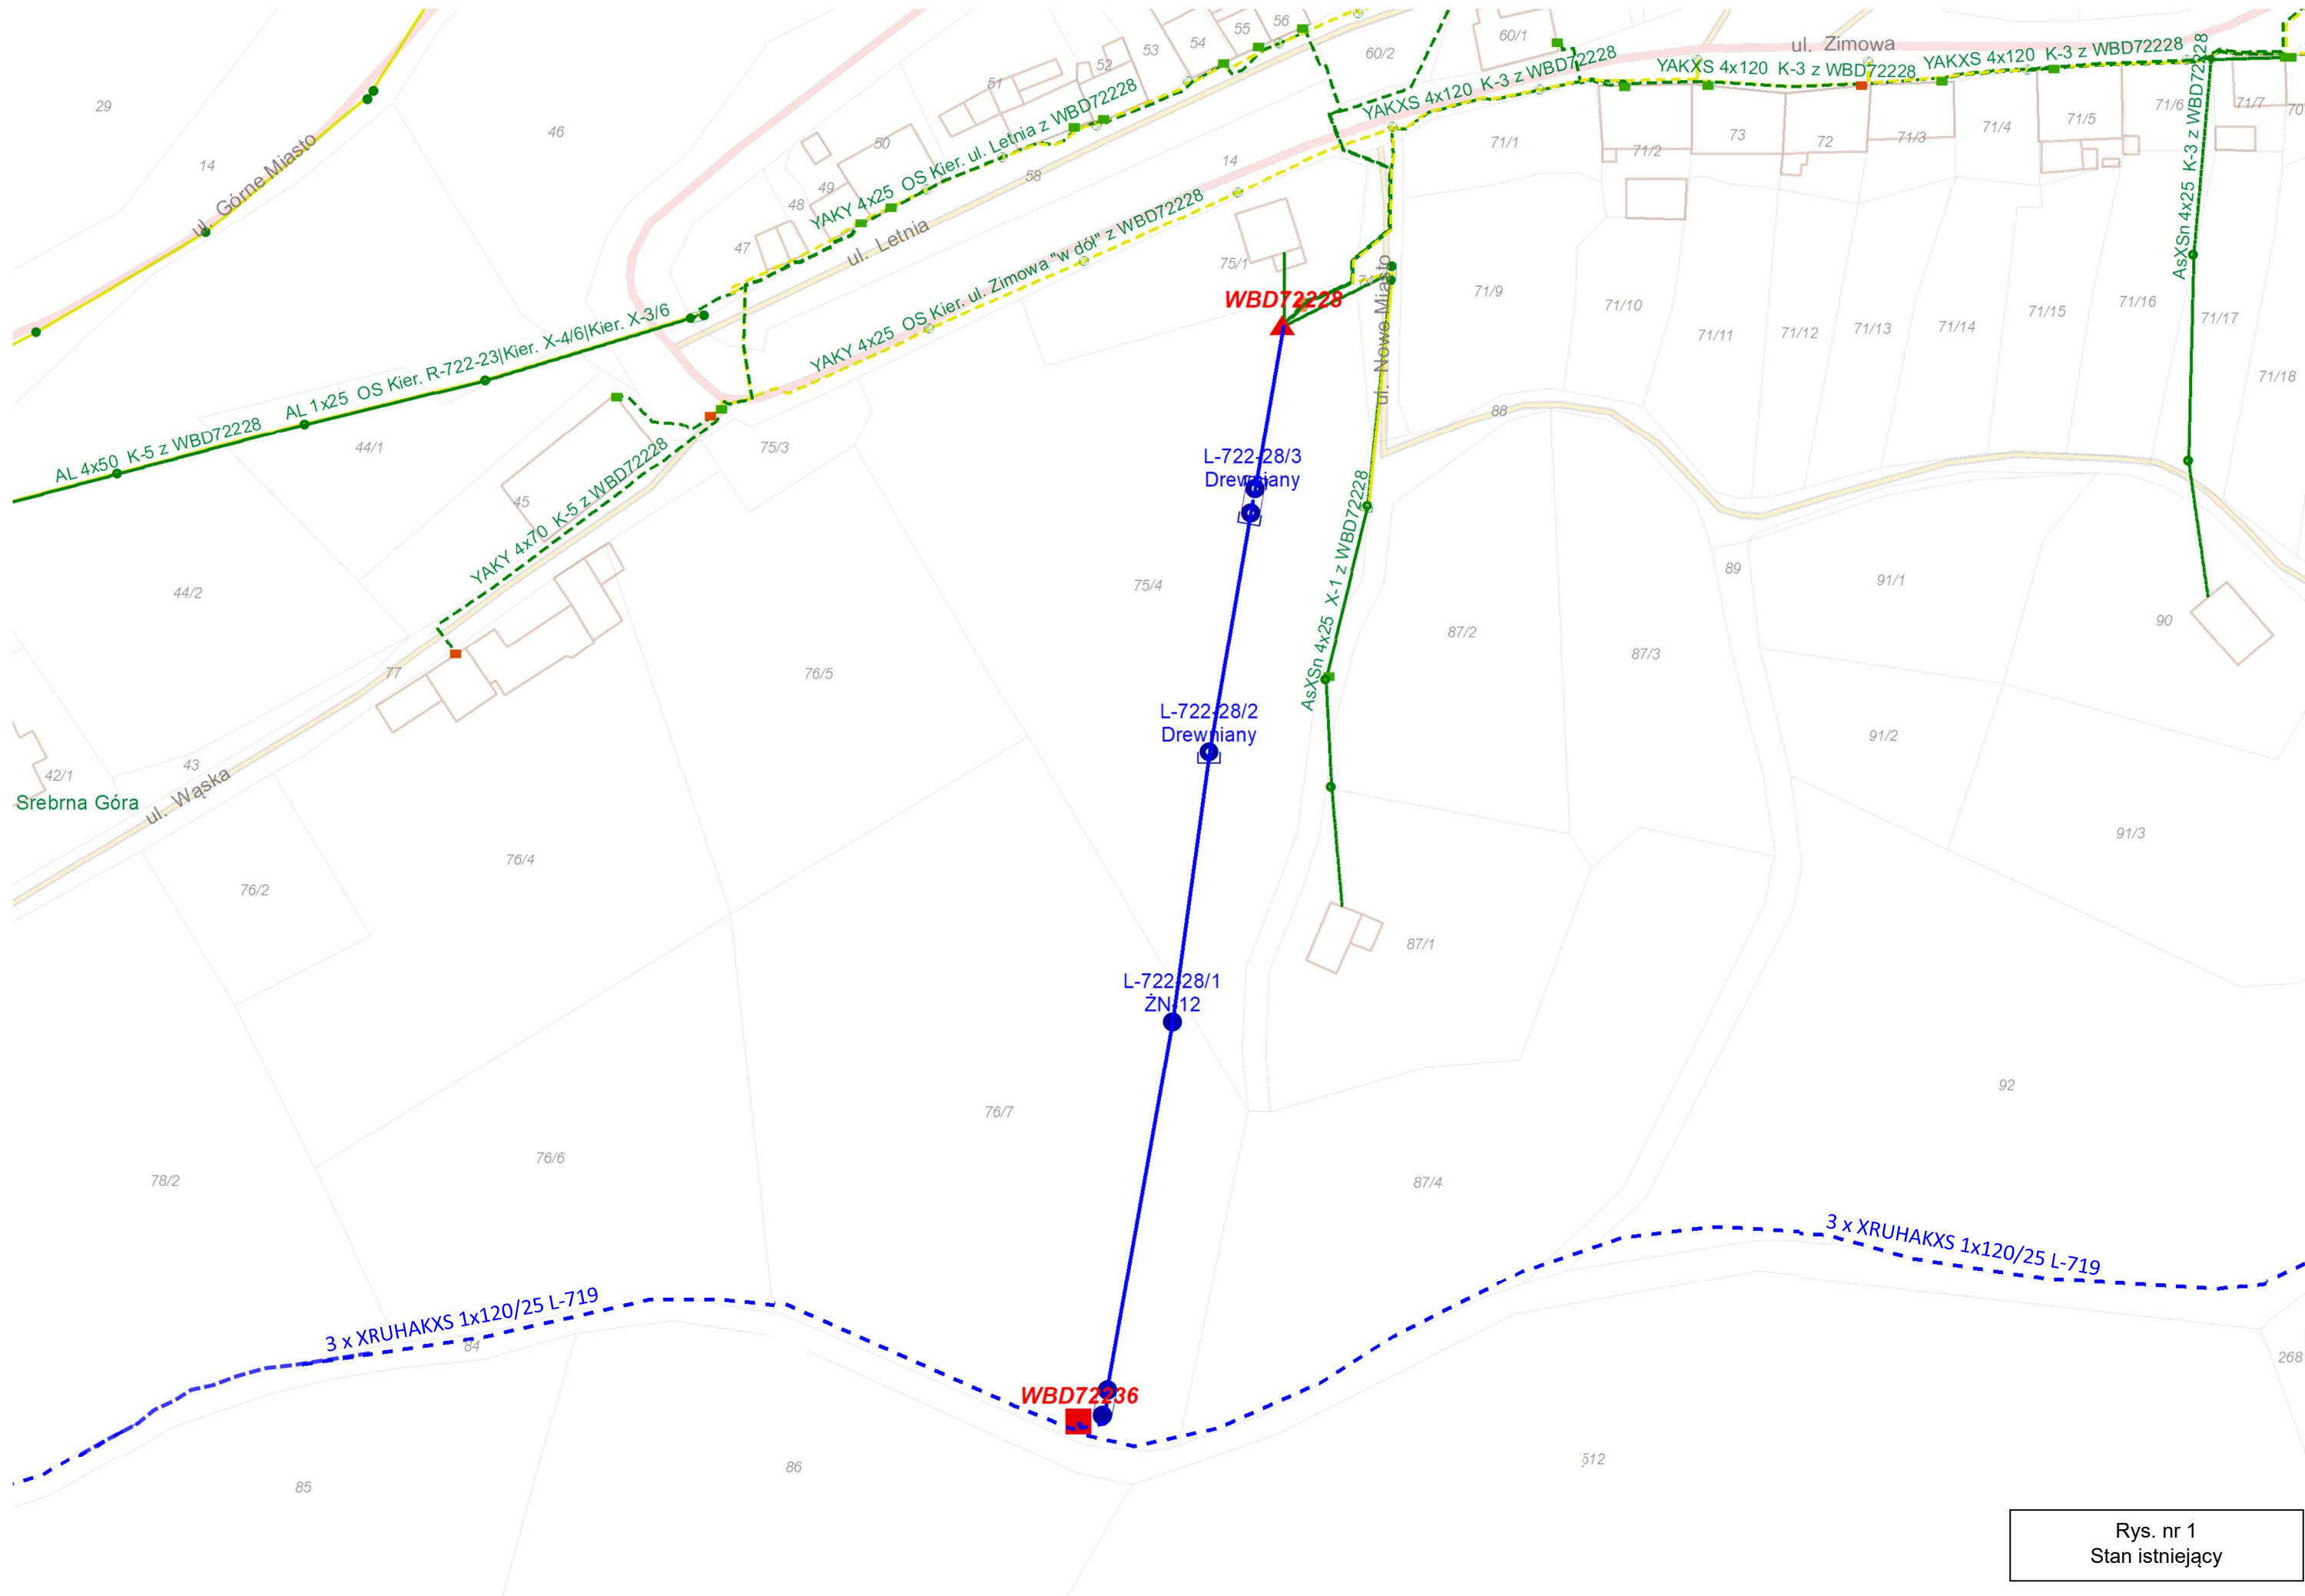 29
14
ul. Górne Miasto
46
47
48
49
50
51
52
53
54
55
56
58
14
60/2
60/1
YAKY 4x25 OS Kier. ul. Letnia z WBD72228
ul. Letnia
YAKY 4x25 OS Kier. ul. Zimowa "w dół" z WBD72228
YAKXS 4x120 K-3 z WBD72228
ul. Zimowa
YAKXS 4x120 K-3 z WBD72228
YAKXS 4x120 K-3 z WBD72228
AsXSn 4x25 K-3 z WBD72228
71/1
71/2
73
72
71/3
71/4
71/5
71/6
71/7
70
75/1
WBD72228
ul. Nowe Miasto
71/9
71/10
71/11
71/12
71/13
71/14
71/15
71/16
71/17
71/18
AL 4x50 K-5 z WBD72228
AL 1x25 OS Kier. R-722-23|Kier. X-4/6|Kier. X-3/6
44/1
45
75/3
YAKY 4x70 K-5 z WBD72228
88
L-722-28/3
Drewniany
AsXSn 4x25 X-1 z WBD72228
44/2
75/4
89
91/1
90
87/2
87/3
77
76/5
L-722-28/2
Drewniany
91/2
43
42/1
Srebrna Góra
ul. Wąska
91/3
76/4
76/2
87/1
L-722-28/1
ŻN-12
92
76/7
76/6
78/2
87/4
3 x XRUHAKXS 1x120/25 L-719
3 x XRUHAKXS 1x120/25 L-719
84
268
WBD72236
86
85
512
Rys. nr 1
Stan istniejący